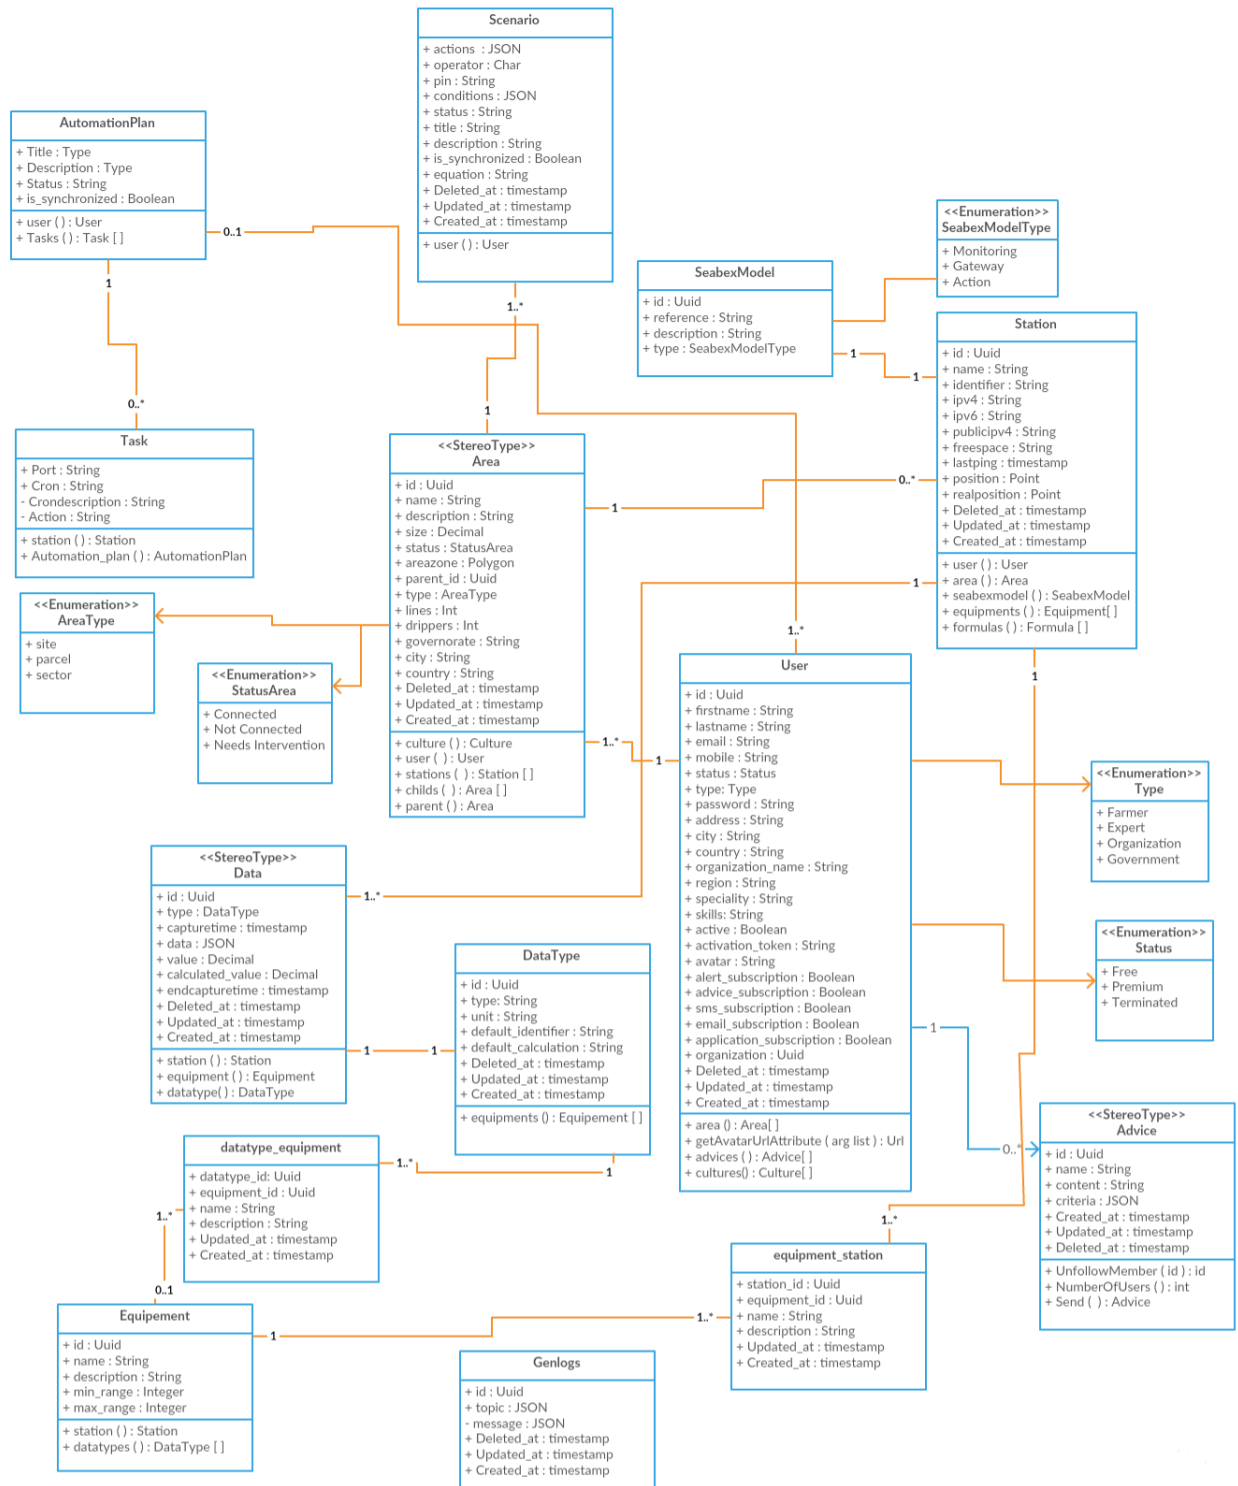 Scenario
+ actions : JSON
+ operator : Char
+ pin : String
+ conditions : JSON
+ status : String
+ title : String
+ description : String
+ is_synchronized : Boolean
+ equation : String
+ Deleted_at : timestamp
+ Updated_at : timestamp
+ Created_at : timestamp
+ user ( ) : User
1..*
AutomationPlan
+ Title : Type
+ Description : Type
+ Status : String
+ is_synchronized : Boolean
+ user ( ) : User
+ Tasks ( ) : Task [ ]
0..1
1
0..*
<<Enumeration>>
SeabexModelType
+ Monitoring
+ Gateway
+ Action
SeabexModel
+ id : Uuid
+ reference : String
+ description : String
+ type : SeabexModelType
1
1
Station
+ id : Uuid
+ name : String
+ identifier : String
+ ipv4 : String
+ ipv6 : String
+ publicipv4 : String
+ freespace : String
+ lastping : timestamp
+ position : Point
+ realposition : Point
+ Deleted_at : timestamp
+ Updated_at : timestamp
+ Created_at : timestamp
+ user ( ) : User
+ area ( ) : Area
+ seabexmodel ( ) : SeabexModel
+ equipments ( ) : Equipment[ ]
+ formulas ( ) : Formula [ ]
0..*
1
1
Task
+ Port : String
+ Cron : String
- Crondescription : String
- Action : String
+ station ( ) : Station
+ Automation_plan ( ) : AutomationPlan
1
<<StereoType>>
Area
+ id : Uuid
+ name : String
+ description : String
+ size : Decimal
+ status : StatusArea
+ areazone : Polygon
+ parent_id : Uuid
+ type : AreaType
+ lines : Int
+ drippers : Int
+ governorate : String
+ city : String
+ country : String
+ Deleted_at : timestamp
+ Updated_at : timestamp
+ Created_at : timestamp
+ culture ( ) : Culture
+ user ( ) : User
+ stations ( ) : Station [ ]
+ childs ( ) : Area [ ]
+ parent ( ) : Area
1
1..*
1
<<Enumeration>>
AreaType
+ site
+ parcel
+ sector
<<Enumeration>>
StatusArea
+ Connected
+ Not Connected
+ Needs Intervention
1..*
User
+ id : Uuid
+ firstname : String
+ lastname : String
+ email : String
+ mobile : String
+ status : Status
+ type: Type
+ password : String
+ address : String
+ city : String
+ country : String
+ organization_name : String
+ region : String
+ speciality : String
+ skills: String
+ active : Boolean
+ activation_token : String
+ avatar : String
+ alert_subscription : Boolean
+ advice_subscription : Boolean
+ sms_subscription : Boolean
+ email_subscription : Boolean
+ application_subscription : Boolean
+ organization : Uuid
+ Deleted_at : timestamp
+ Updated_at : timestamp
+ Created_at : timestamp
+ area () : Area[ ]
+ getAvatarUrlAttribute ( arg list ) : Url
+ advices ( ) : Advice[ ]
+ cultures() : Culture[ ]
1
0..*
<<Enumeration>>
Type
+ Farmer
+ Expert
+ Organization
+ Government
<<Enumeration>>
Status
+ Free
+ Premium
+ Terminated
<<StereoType>>
Data
+ id : Uuid
+ type : DataType
+ capturetime : timestamp
+ data : JSON
+ value : Decimal
+ calculated_value : Decimal
+ endcapturetime : timestamp
+ Deleted_at : timestamp
+ Updated_at : timestamp
+ Created_at : timestamp
+ station ( ) : Station
+ equipment ( ) : Equipment
+ datatype( ) : DataType
1..*
1
1
DataType
+ id : Uuid
+ type: String
+ unit : String
+ default_identifier : String
+ default_calculation : String
+ Deleted_at : timestamp
+ Updated_at : timestamp
+ Created_at : timestamp
+ equipments () : Equipement [ ]
1
<<StereoType>>
Advice
+ id : Uuid
+ name : String
+ content : String
+ criteria : JSON
+ Created_at : timestamp
+ Updated_at : timestamp
+ Deleted_at : timestamp
+ UnfollowMember ( id ) : id
+ NumberOfUsers ( ) : int
+ Send ( ) : Advice
datatype_equipment
+ datatype_id: Uuid
+ equipment_id : Uuid
+ name : String
+ description : String
+ Updated_at : timestamp
+ Created_at : timestamp
1..*
1..*
0..1
1..*
equipment_station
+ station_id : Uuid
+ equipment_id : Uuid
+ name : String
+ description : String
+ Updated_at : timestamp
+ Created_at : timestamp
1..*
Equipement
+ id : Uuid
+ name : String
+ description : String
+ min_range : Integer
+ max_range : Integer
+ station ( ) : Station
+ datatypes ( ) : DataType [ ]
1
Genlogs
+ id : Uuid
+ topic : JSON
- message : JSON
+ Deleted_at : timestamp
+ Updated_at : timestamp
+ Created_at : timestamp